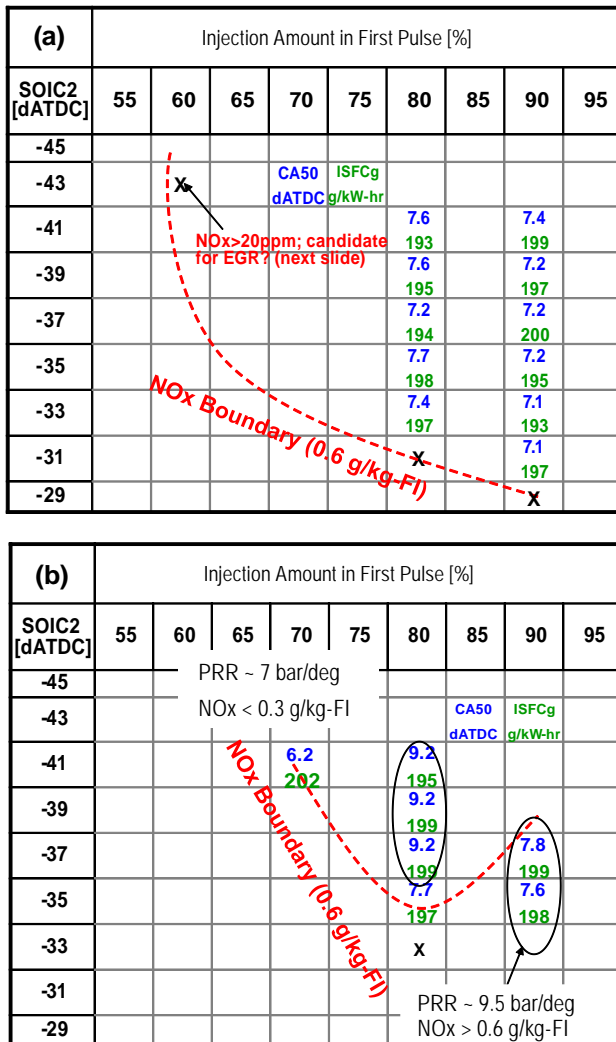 (a)
Injection Amount in First Pulse [%]
SOIC2 55 60 65 70 75 80 85 90 95
[dATDC]
-45
-43 X CA50 ISFCg
dATDC g/kW-hr
-41 7.6 7.4
NOx>20ppm; candidate 193 199
for EGR? (next slide)
-39 7.6 7.2
195 197
-37 7.2 7.2
194 200
-35 7.7 7.2
198 195
-33 7.4 7.1
197 193
-31 X 7.1
197
-29 X
NOx Boundary (0.6 g/kg-FI)
(b)
Injection Amount in First Pulse [%]
SOIC2 55 60 65 70 75 80 85 90 95
[dATDC]
PRR ~ 7 bar/deg
-45
NOx < 0.3 g/kg-FI
-43 CA50 ISFCg
dATDC g/kW-hr
-41 6.2 9.2
202 195
-39 9.2
199
-37 9.2 7.8
199 199
-35 7.7 7.6
197 198
-33 X
-31
PRR ~ 9.5 bar/deg
NOx > 0.6 g/kg-FI
-29
NOx Boundary (0.6 g/kg-FI)